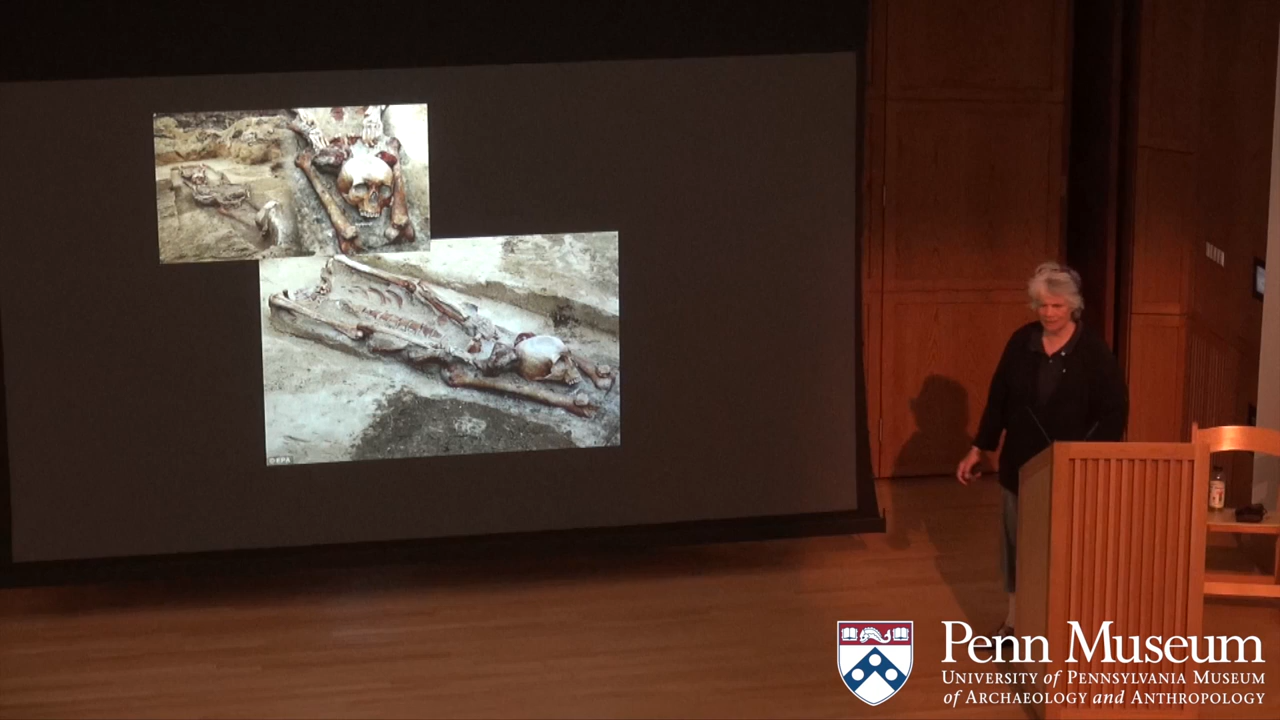 ©EPA
Penn Museum
University of Pennsylvania Museum
of Archaeology and Anthropology